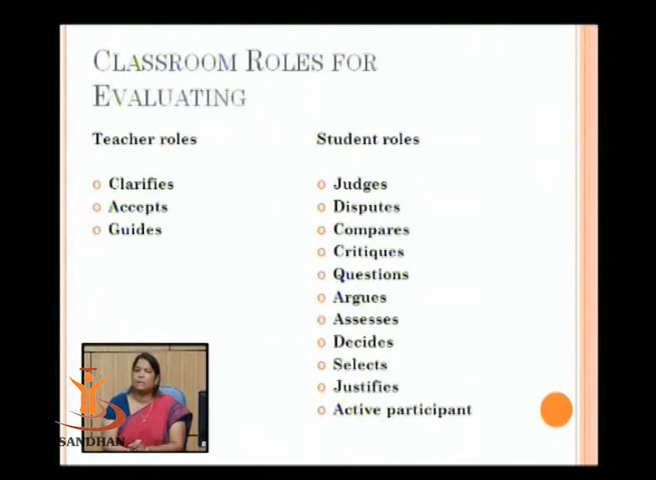 CLASSROOM ROLES FOR
EVALUATING
Teacher roles
Clarifies
Accepts
Guides
Student roles
Judges
Disputes
Compares
Critiques
Questions
Argues
Assesses
Decides
Selects
Justifies
Active participant
SANDHAN